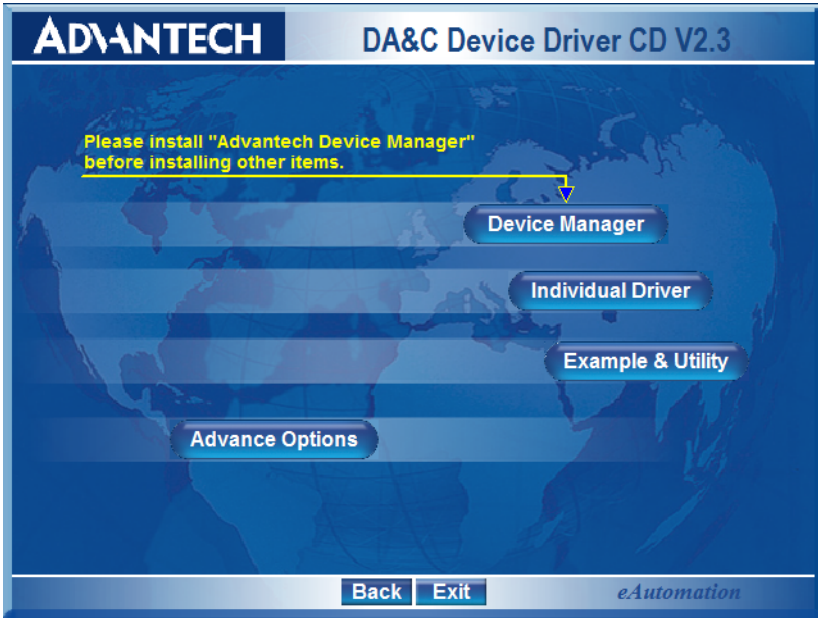 ADVANTECH
DA&C Device Driver CD V2.3
Please install "Advantech Device Manager"
before installing other items.
Device Manager
Individual Driver
Example & Utility
Advance Options
Back
Exit
eAutomation